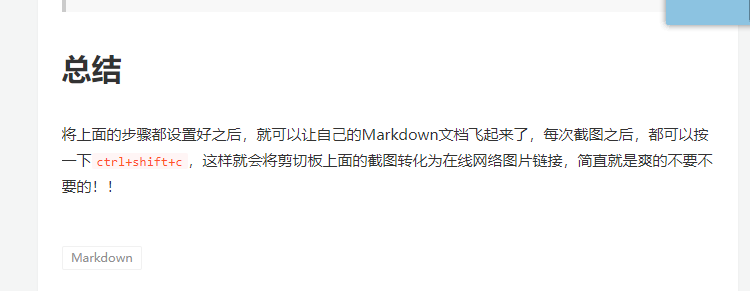 总结
将上面的步骤都设置好之后，就可以让自己的Markdown文档飞起来了，每次截图之后，都可以按
一下 ctrl+shift+c ，这样就会将剪切板上面的截图转化为在线网络图片链接，简直就是爽的不要不
要的！！
Markdown